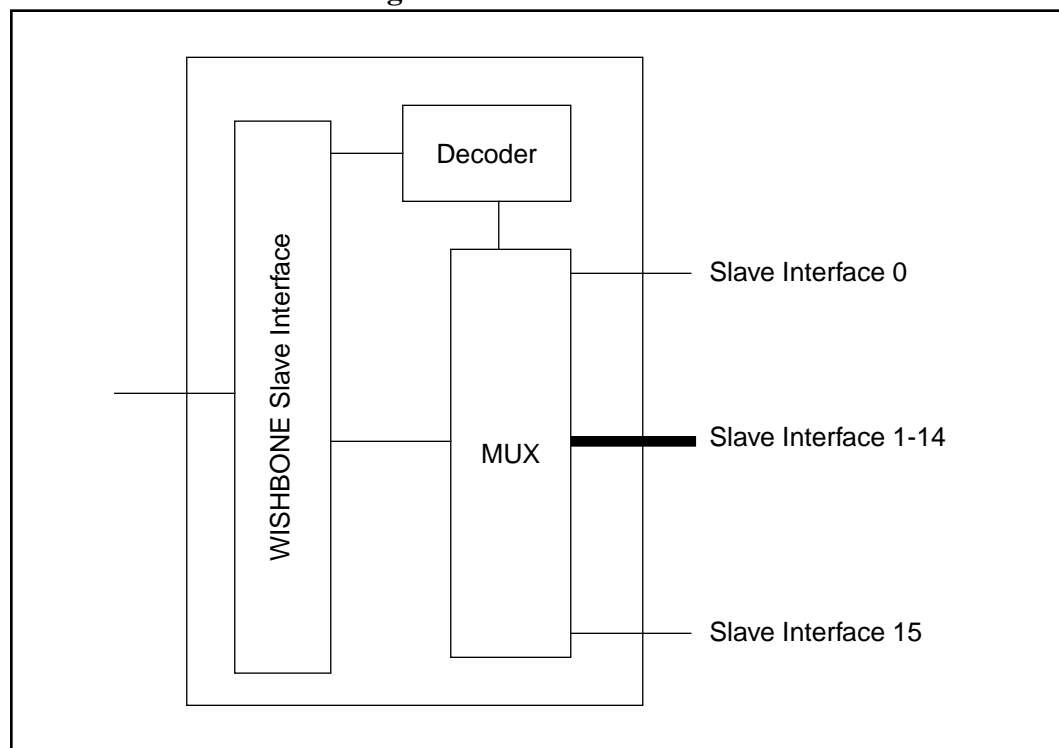 Decoder
WISHBONE Slave Interface
MUX
Slave Interface 0
Slave Interface 1-14
Slave Interface 15